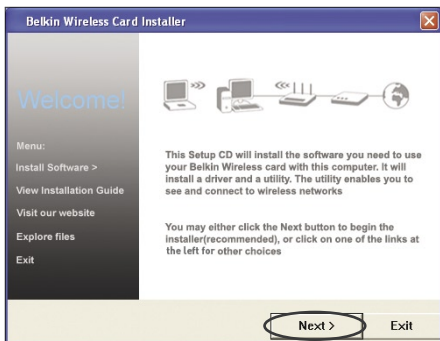 Belkin Wireless Card Installer
Welcome!
Menu:
Install Software >
View Installation Guide
Visit our website
Explore files
Exit
This Setup CD will install the software you need to use
your Belkin Wireless card with this computer. It will
install a driver and a utility. The utility enables you to
see and connect to wireless networks
You may either click the Next button to begin the
installer(recommended), or click on one of the links at
the left for other choices
Next >
Exit